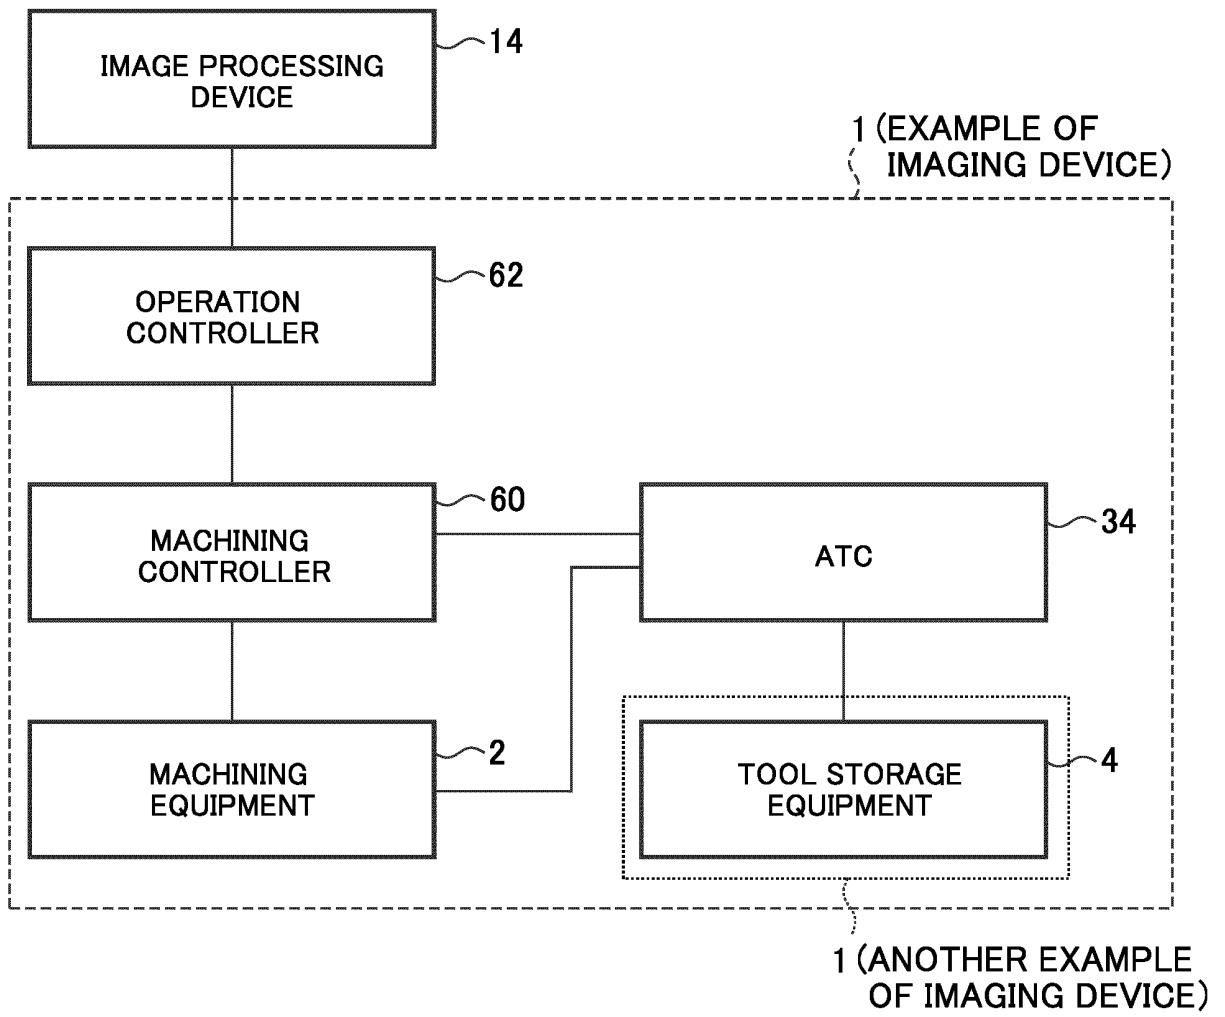 IMAGE PROCESSING
DEVICE
14
1 (EXAMPLE OF
IMAGING DEVICE)
OPERATION
CONTROLLER
62
MACHINING
CONTROLLER
60
ATC
34
MACHINING
EQUIPMENT
2
TOOL STORAGE
EQUIPMENT
4
1 (ANOTHER EXAMPLE
OF IMAGING DEVICE)